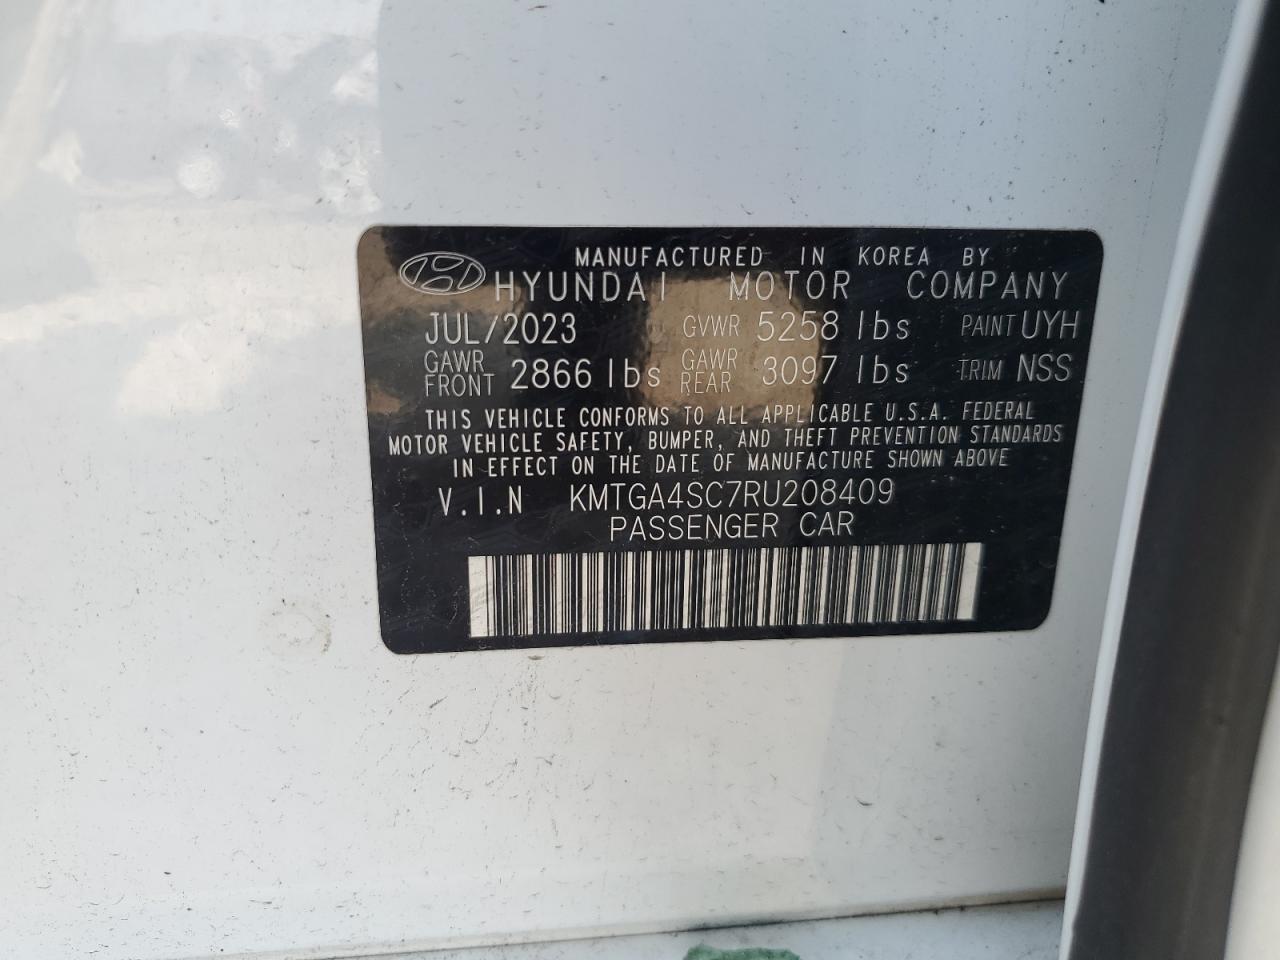 MANUFACTURED IN KOREA BY
HYUNDAI MOTOR COMPANY
JUL/2023 GVWR 5258 lbs PAINT UYH
GAWR FRONT 2866 lbs GAWR REAR 3097 lbs TRIM NSS
THIS VEHICLE CONFORMS TO ALL APPLICABLE U.S.A. FEDERAL
MOTOR VEHICLE SAFETY, BUMPER, AND THEFT PREVENTION STANDARDS
IN EFFECT ON THE DATE OF MANUFACTURE SHOWN ABOVE
V.I.N KMTGA4SC7RU208409
PASSENGER CAR